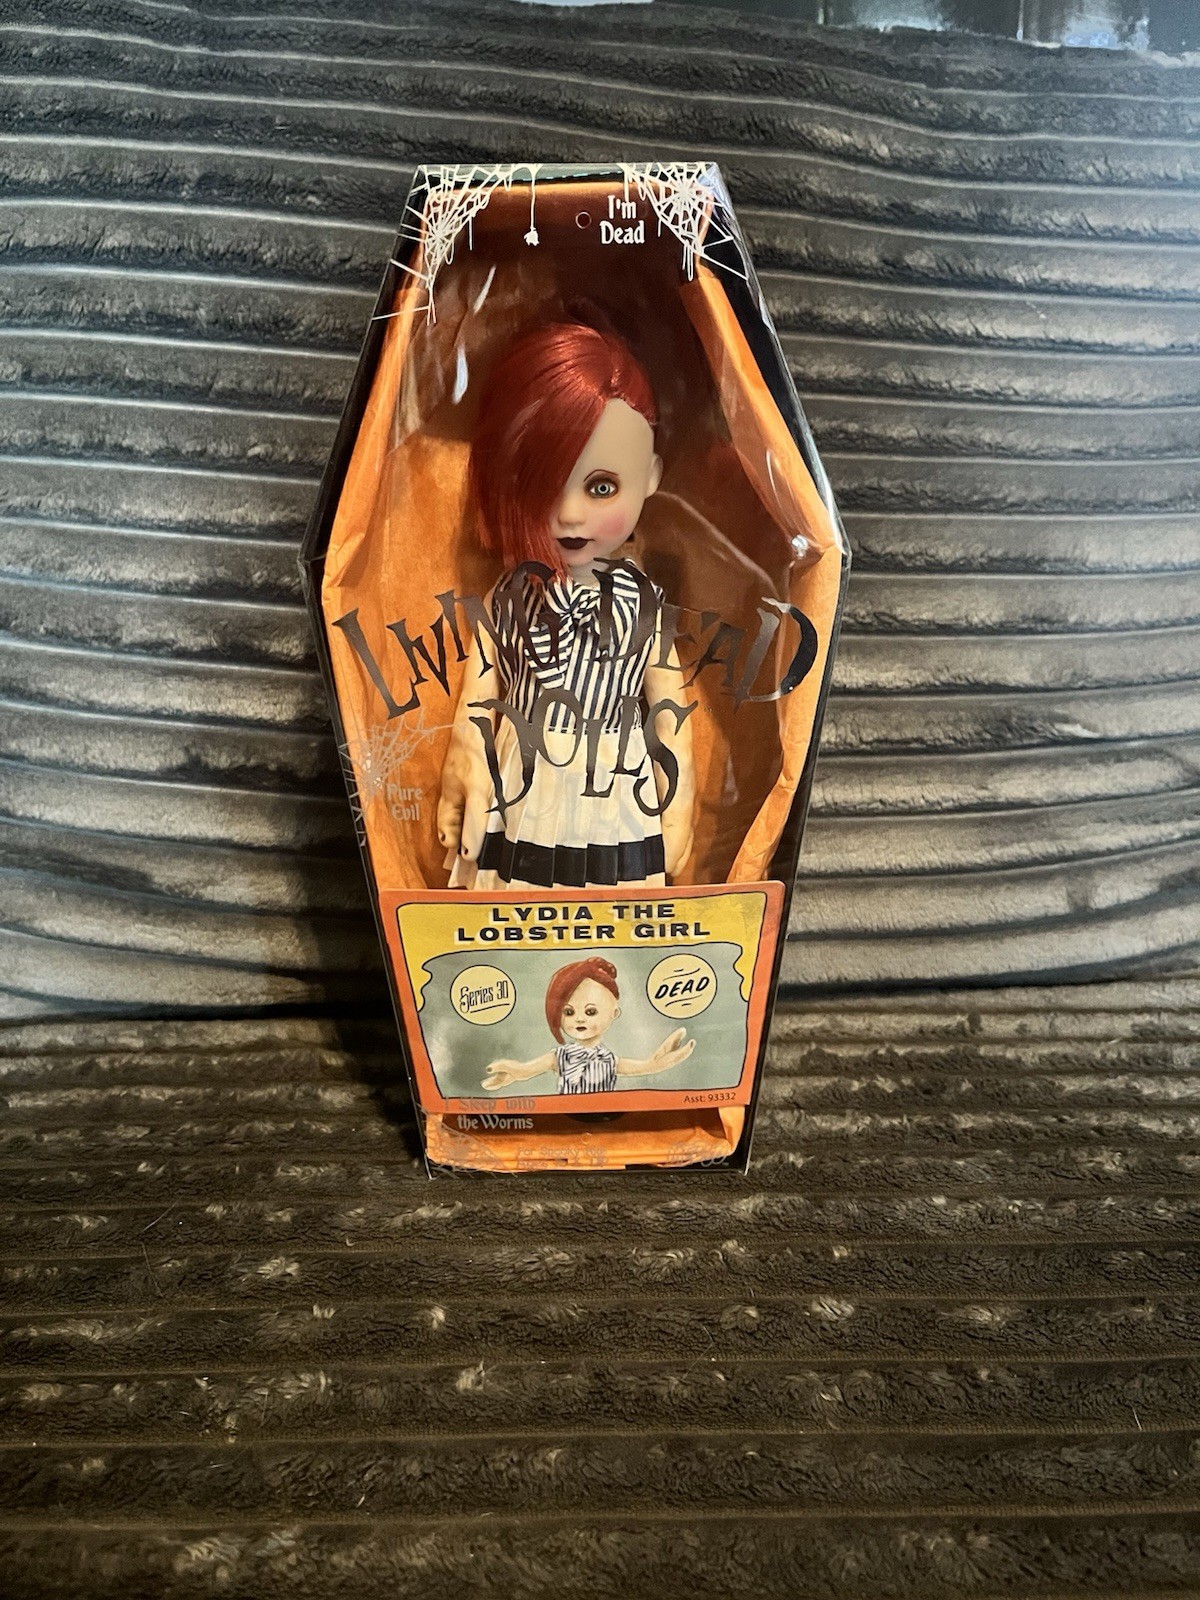 I'm
Dead
LIVING DEAD
DOLLS
Pure
Evil
LYDIA THE
LOBSTER GIRL
Series 30
DEAD
Asst: 93332
Sleep with
the Worms